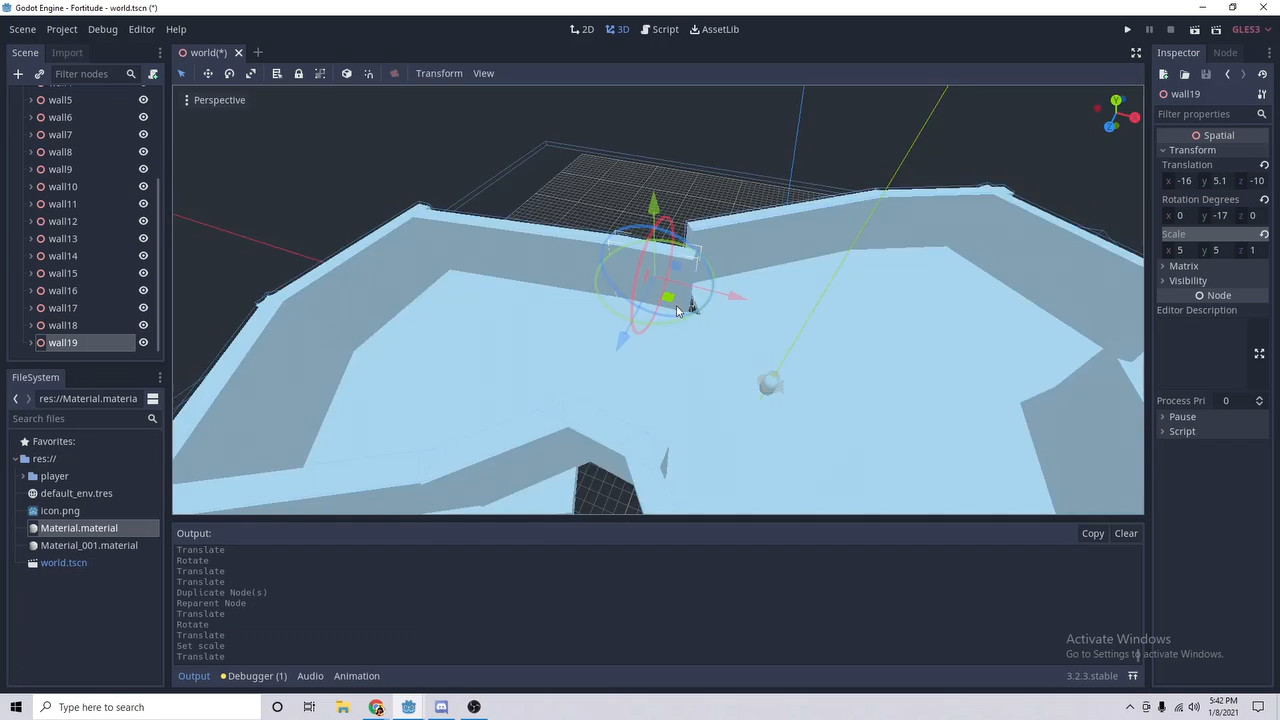 Godot Engine - Fortitude - world.tscn (*)
Scene Project Debug Editor Help
2D 3D Script AssetLib
GLES3
Scene Import
world(*)
Inspector Node
Filter nodes
Transform View
wall19
Perspective
Y
Z
Filter properties
wall5
wall6
wall7
wall8
wall9
wall10
wall11
wall12
wall13
wall14
wall15
wall16
wall17
wall18
wall19
Spatial
Transform
Translation
x -16 y 5.1 z -10
Rotation Degrees
x 0 y -17 z 0
Scale
x 5 y 5 z 1
Matrix
Visibility
Node
Editor Description
Process Pri 0
Pause
Script
FileSystem
res://Material.materia
Search files
Favorites:
res://
player
default_env.tres
icon.png
Material.material
Material_001.material
world.tscn
Output:
Copy Clear
Translate
Rotate
Translate
Translate
Duplicate Node(s)
Reparent Node
Translate
Rotate
Translate
Set scale
Translate
Output Debugger (1) Audio Animation
3.2.3.stable
Activate Windows
Go to Settings to activate Windows.
Type here to search
5:42 PM
1/8/2021